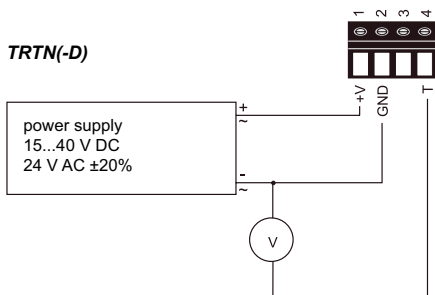 1 2 3 4
TRTN(-D)
+V GND T
+
~
power supply
15...40 V DC
24 V AC ±20%
-
~
V